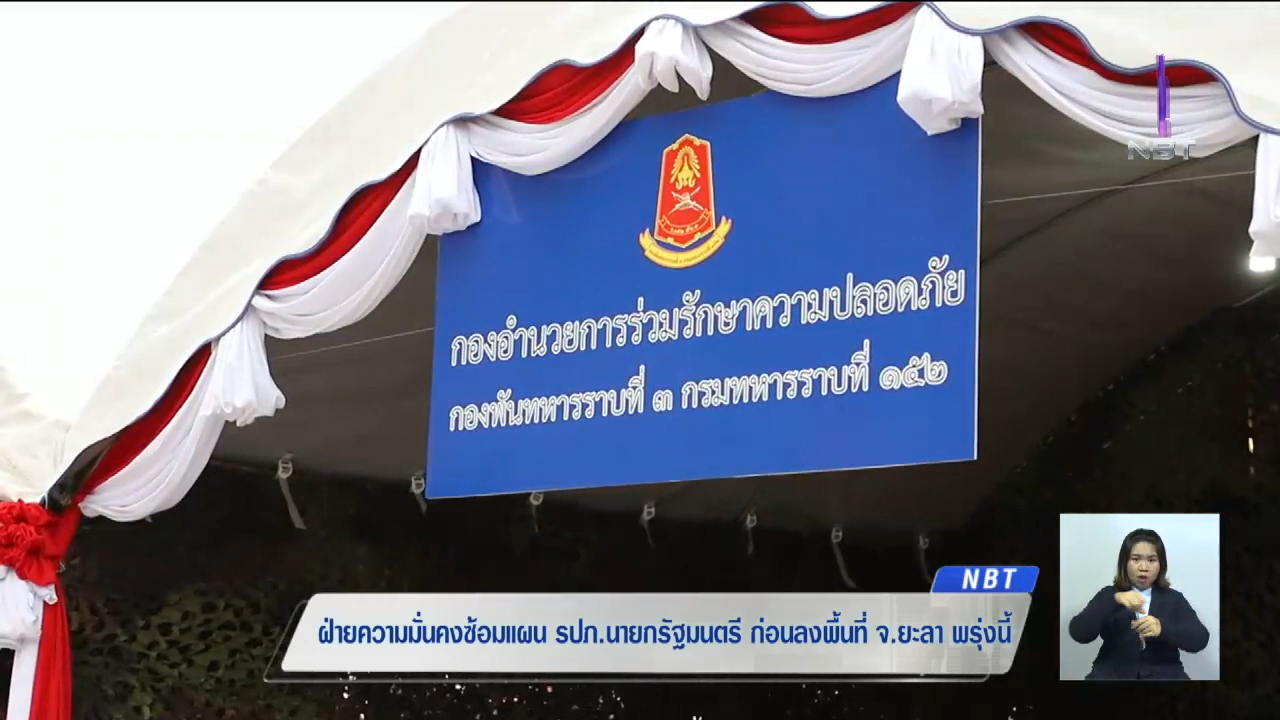 NBT
กองอำนวยการร่วมรักษาความปลอดภัย
กองพันทหารราบที่ ๓ กรมทหารราบที่ ๑๕๒
NBT
ฝ่ายความมั่นคงซ้อมแผน รปภ.นายกรัฐมนตรี ก่อนลงพื้นที่ จ.ยะลา พรุ่งนี้